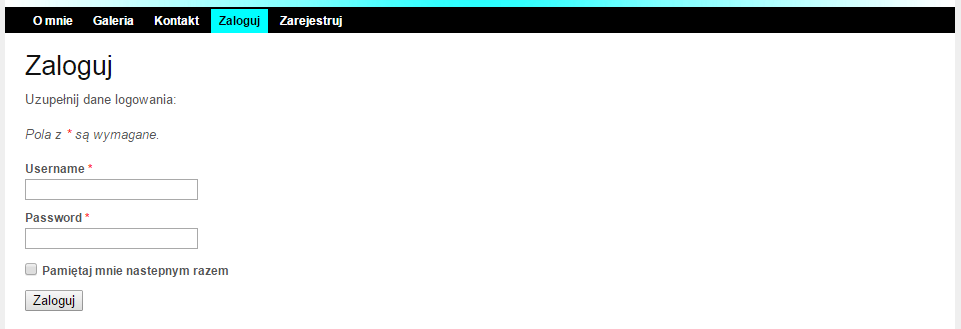 O mnie Galeria Kontakt Zaloguj Zarejestruj
Zaloguj
Uzupełnij dane logowania:
Pola z * są wymagane.
Username *
Password *
Pamiętaj mnie nastepnym razem
Zaloguj